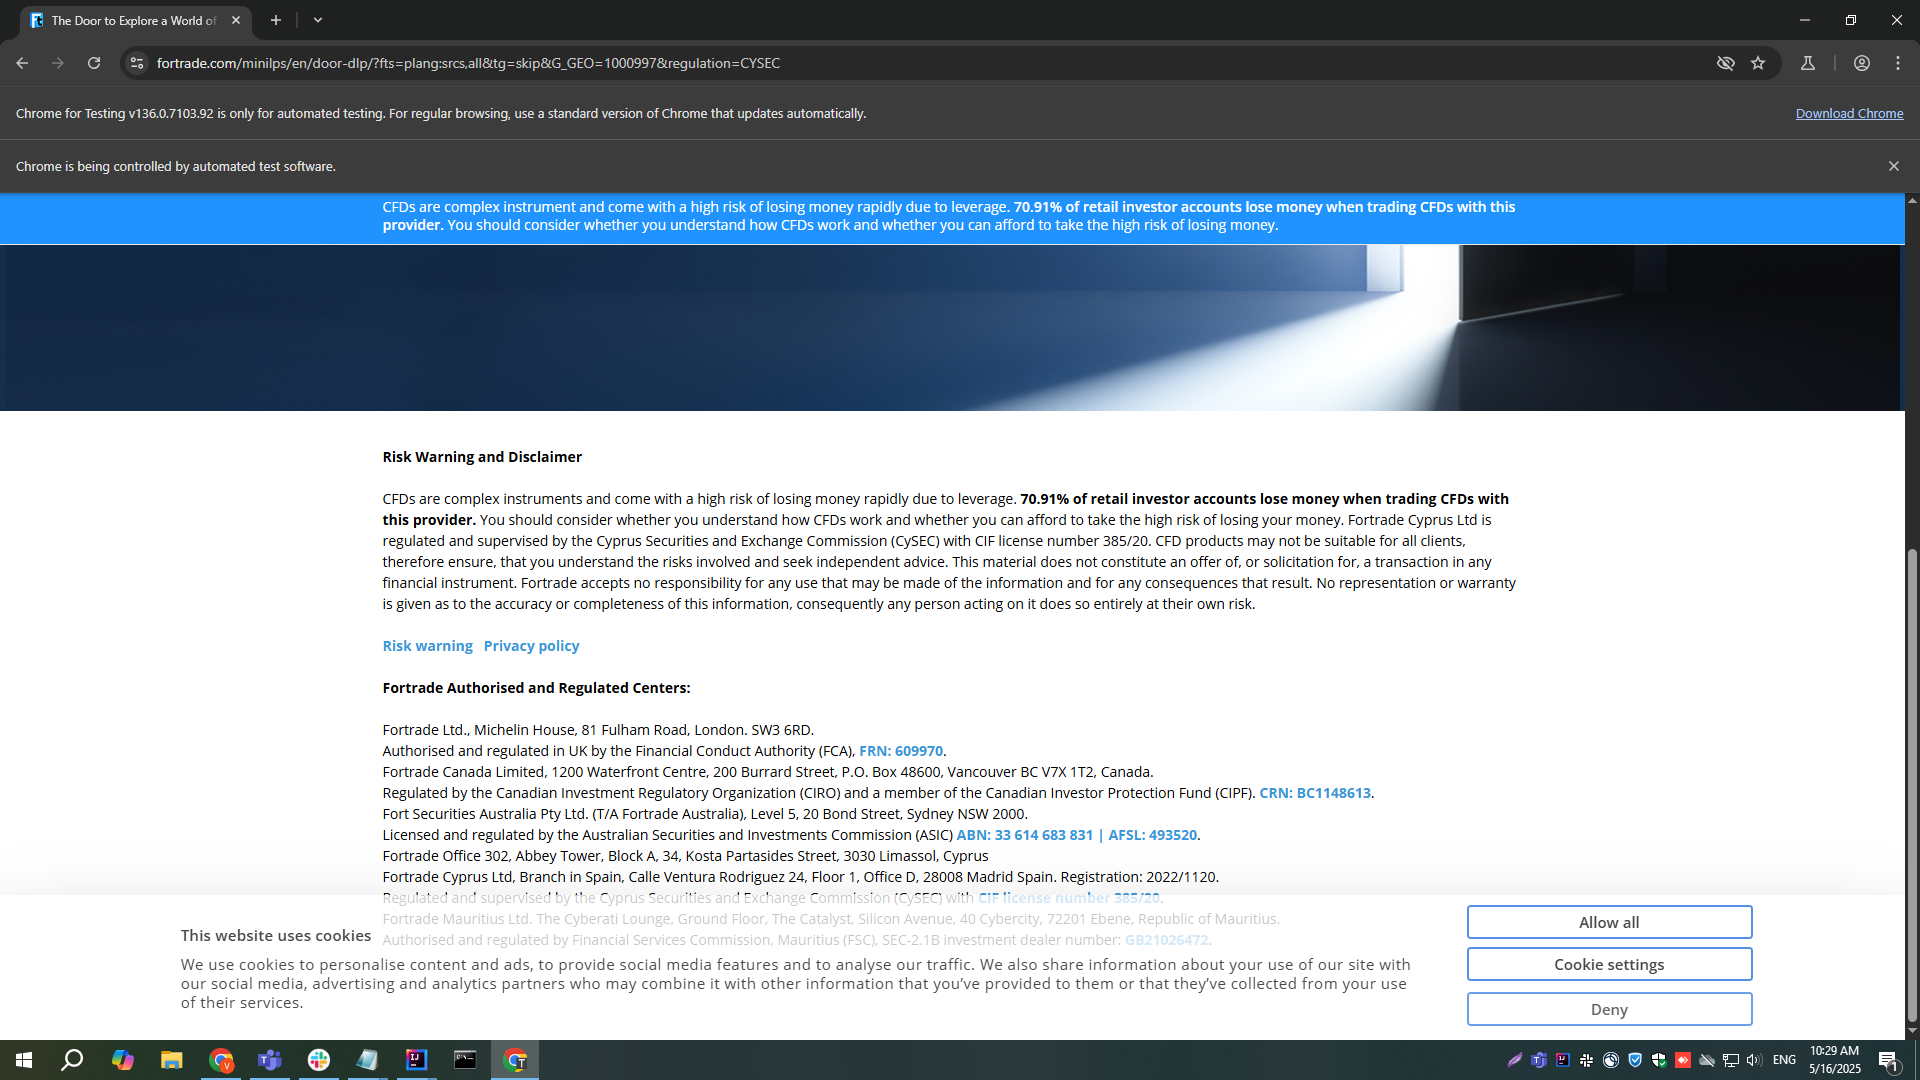 The Door to Explore a World of
fortrade.com/minilps/en/door-dlp/?fts=plang:srcs,all&tg=skip&G_GEO=1000997&regulation=CYSEC
Chrome for Testing v136.0.7103.92 is only for automated testing. For regular browsing, use a standard version of Chrome that updates automatically.
Download Chrome
Chrome is being controlled by automated test software.
CFDs are complex instrument and come with a high risk of losing money rapidly due to leverage. 70.91% of retail investor accounts lose money when trading CFDs with this
provider. You should consider whether you understand how CFDs work and whether you can afford to take the high risk of losing money.
Risk Warning and Disclaimer
CFDs are complex instruments and come with a high risk of losing money rapidly due to leverage. 70.91% of retail investor accounts lose money when trading CFDs with
this provider. You should consider whether you understand how CFDs work and whether you can afford to take the high risk of losing your money. Fortrade Cyprus Ltd is
regulated and supervised by the Cyprus Securities and Exchange Commission (CySEC) with CIF license number 385/20. CFD products may not be suitable for all clients,
therefore ensure, that you understand the risks involved and seek independent advice. This material does not constitute an offer of, or solicitation for, a transaction in any
financial instrument. Fortrade accepts no responsibility for any use that may be made of the information and for any consequences that result. No representation or warranty
is given as to the accuracy or completeness of this information, consequently any person acting on it does so entirely at their own risk.
Risk warning Privacy policy
Fortrade Authorised and Regulated Centers:
Fortrade Ltd., Michelin House, 81 Fulham Road, London. SW3 6RD.
Authorised and regulated in UK by the Financial Conduct Authority (FCA), FRN: 609970.
Fortrade Canada Limited, 1200 Waterfront Centre, 200 Burrard Street, P.O. Box 48600, Vancouver BC V7X 1T2, Canada.
Regulated by the Canadian Investment Regulatory Organization (CIRO) and a member of the Canadian Investor Protection Fund (CIPF). CRN: BC1148613.
Fort Securities Australia Pty Ltd. (T/A Fortrade Australia), Level 5, 20 Bond Street, Sydney NSW 2000.
Licensed and regulated by the Australian Securities and Investments Commission (ASIC) ABN: 33 614 683 831 | AFSL: 493520.
Fortrade Office 302, Abbey Tower, Block A, 34, Kosta Partasides Street, 3030 Limassol, Cyprus
Fortrade Cyprus Ltd, Branch in Spain, Calle Ventura Rodriguez 24, Floor 1, Office D, 28008 Madrid Spain. Registration: 2022/1120.
Regulated and supervised by the Cyprus Securities and Exchange Commission (CySEC) with CIF license number 385/20.
Fortrade Mauritius Ltd. The Cyberati Lounge, Ground Floor, The Catalyst, Silicon Avenue, 40 Cybercity, 72201 Ebene, Republic of Mauritius.
Authorised and regulated by Financial Services Commission, Mauritius (FSC), SEC-2.1B investment dealer number: GB21026472.
This website uses cookies
We use cookies to personalise content and ads, to provide social media features and to analyse our traffic. We also share information about your use of our site with
our social media, advertising and analytics partners who may combine it with other information that you've provided to them or that they've collected from your use
of their services.
Allow all
Cookie settings
Deny
ENG
10:29 AM
5/16/2025
1